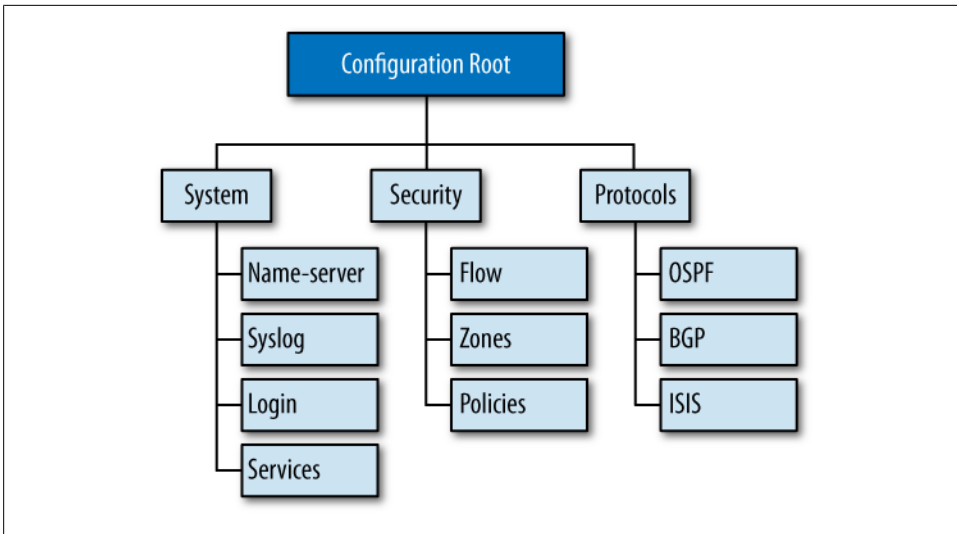 Configuration Root
System
Security
Protocols
Name-server
Syslog
Login
Services
Flow
Zones
Policies
OSPF
BGP
ISIS